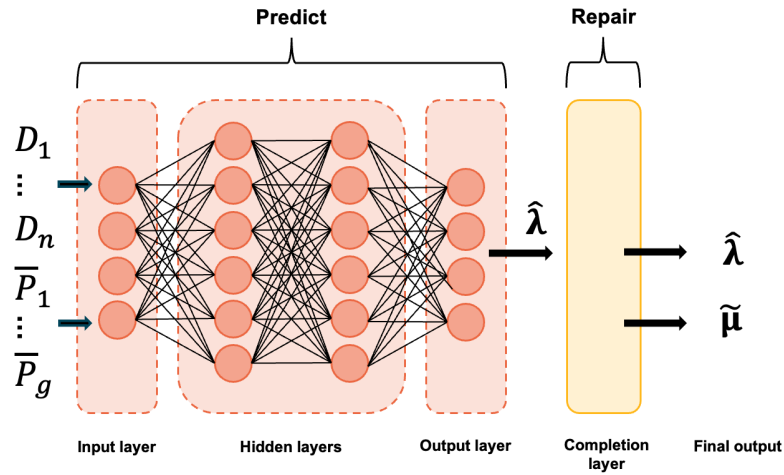 Predict
Repair
D₁
⋮
Dₙ
P̅₁
⋮
P̅g
λ̂
λ̂
μ̃
Input layer
Hidden layers
Output layer
Completion layer
Final output